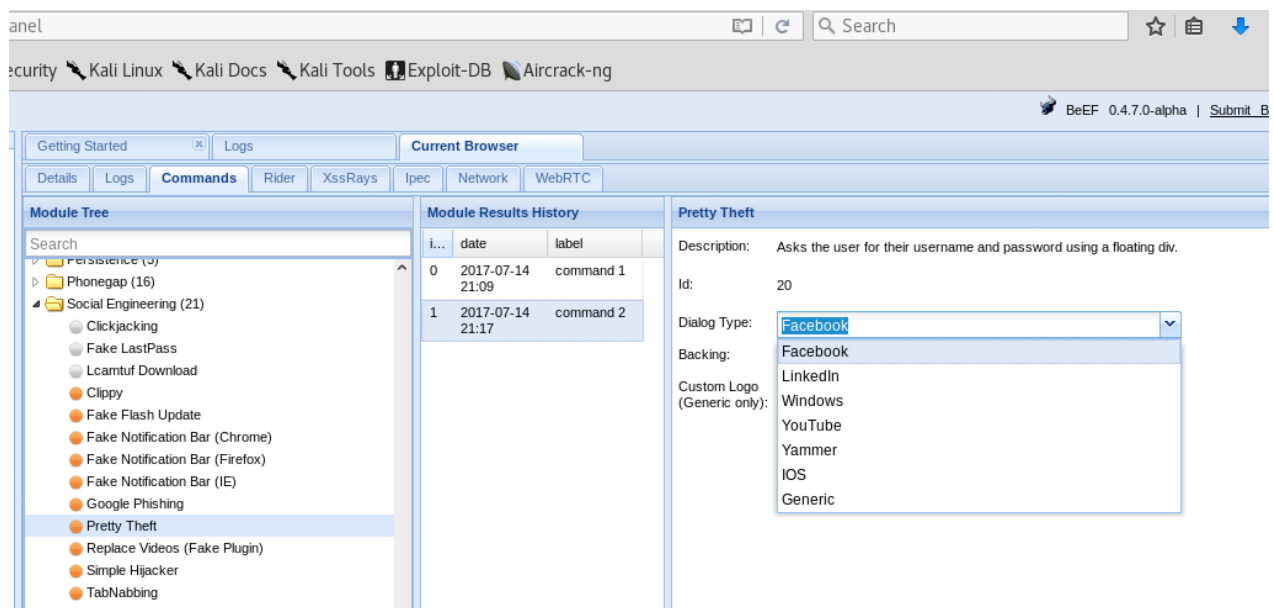 anel
Search
ecurity Kali Linux Kali Docs Kali Tools Exploit-DB Aircrack-ng
BeEF 0.4.7.0-alpha | Submit B
Getting Started Logs Current Browser
Details Logs Commands Rider XssRays Ipec Network WebRTC
Module Tree
Search
Persistence (5)
Phonegap (16)
Social Engineering (21)
Clickjacking
Fake LastPass
Lcamtuf Download
Clippy
Fake Flash Update
Fake Notification Bar (Chrome)
Fake Notification Bar (Firefox)
Fake Notification Bar (IE)
Google Phishing
Pretty Theft
Replace Videos (Fake Plugin)
Simple Hijacker
TabNabbing
Module Results History
i... date label
0 2017-07-14 command 1
21:09
1 2017-07-14 command 2
21:17
Pretty Theft
Description: Asks the user for their username and password using a floating div.
Id: 20
Dialog Type: Facebook
Backing:
Custom Logo
(Generic only):
Facebook
LinkedIn
Windows
YouTube
Yammer
IOS
Generic